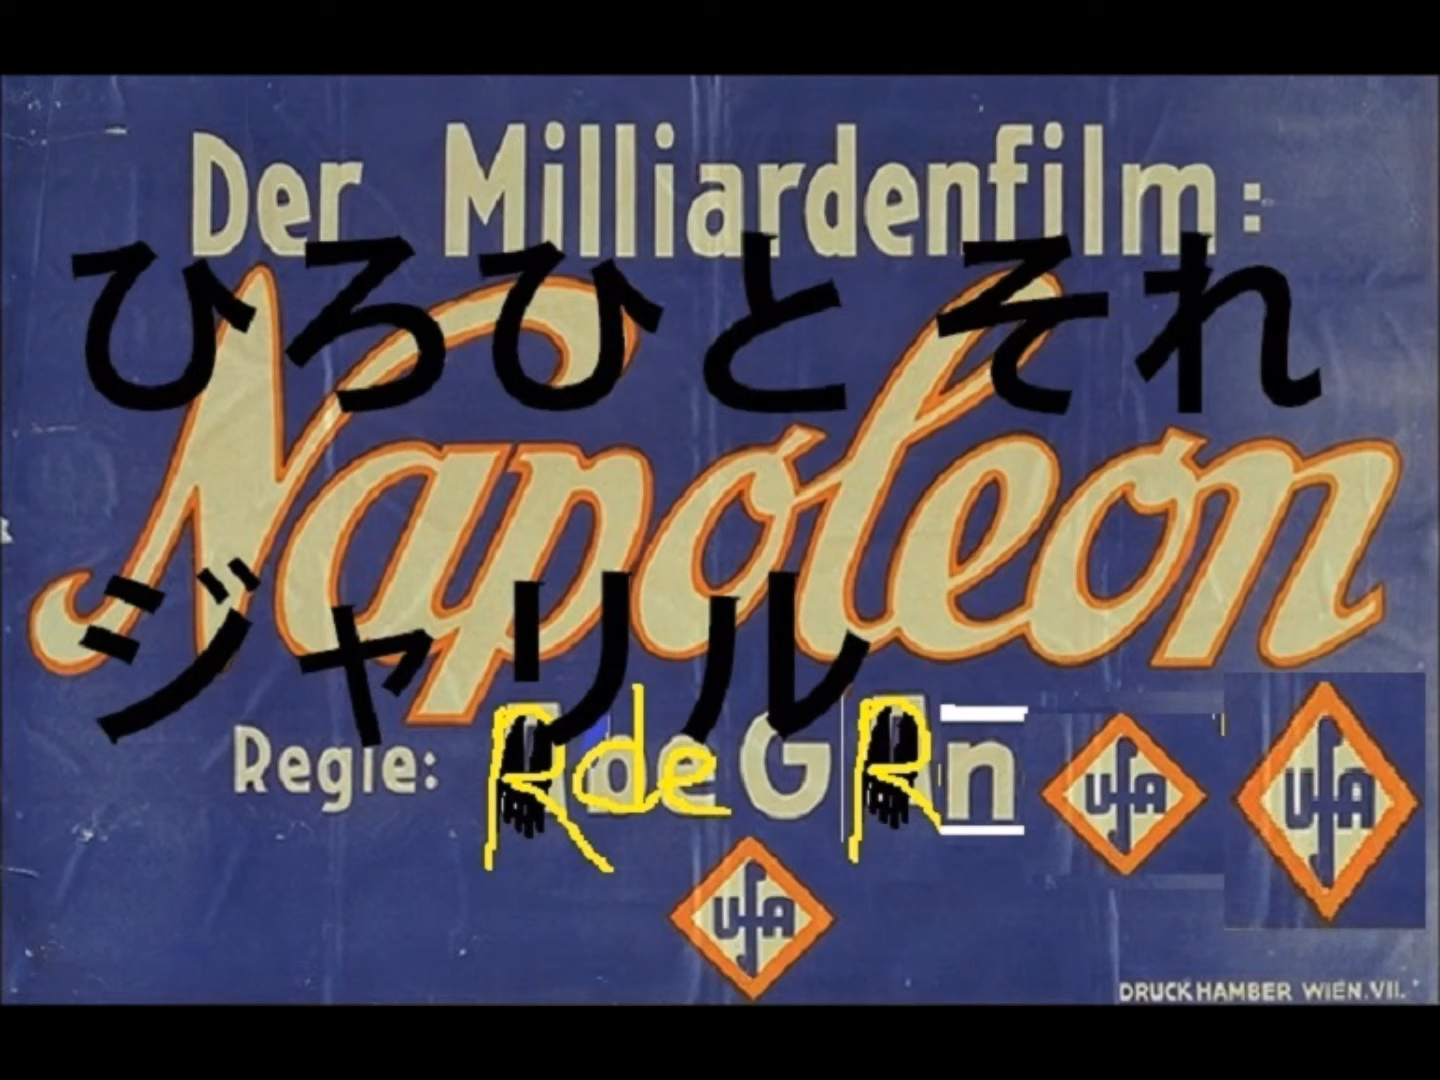 Der Milliardenfilm:
ひろひとそれ
Napoleon
ジャリル
Regie: RdeGRn
UfA
UfA
UfA
DRUCKHAMBER WIEN.VII.